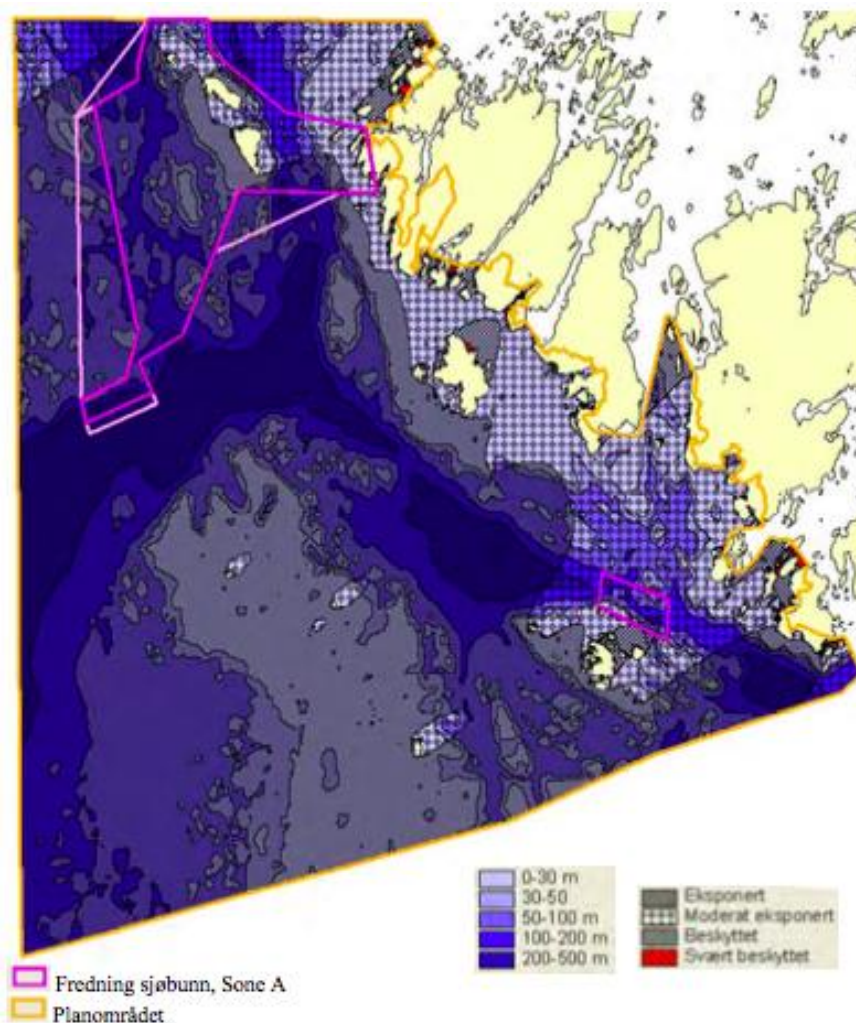 0-30 m
30-50
50-100 m
100-200 m
200-500 m
Eksponert
Moderat eksponert
Beskyttet
Svært beskyttet
Fredning sjøbunn, Sone A
Planområdet